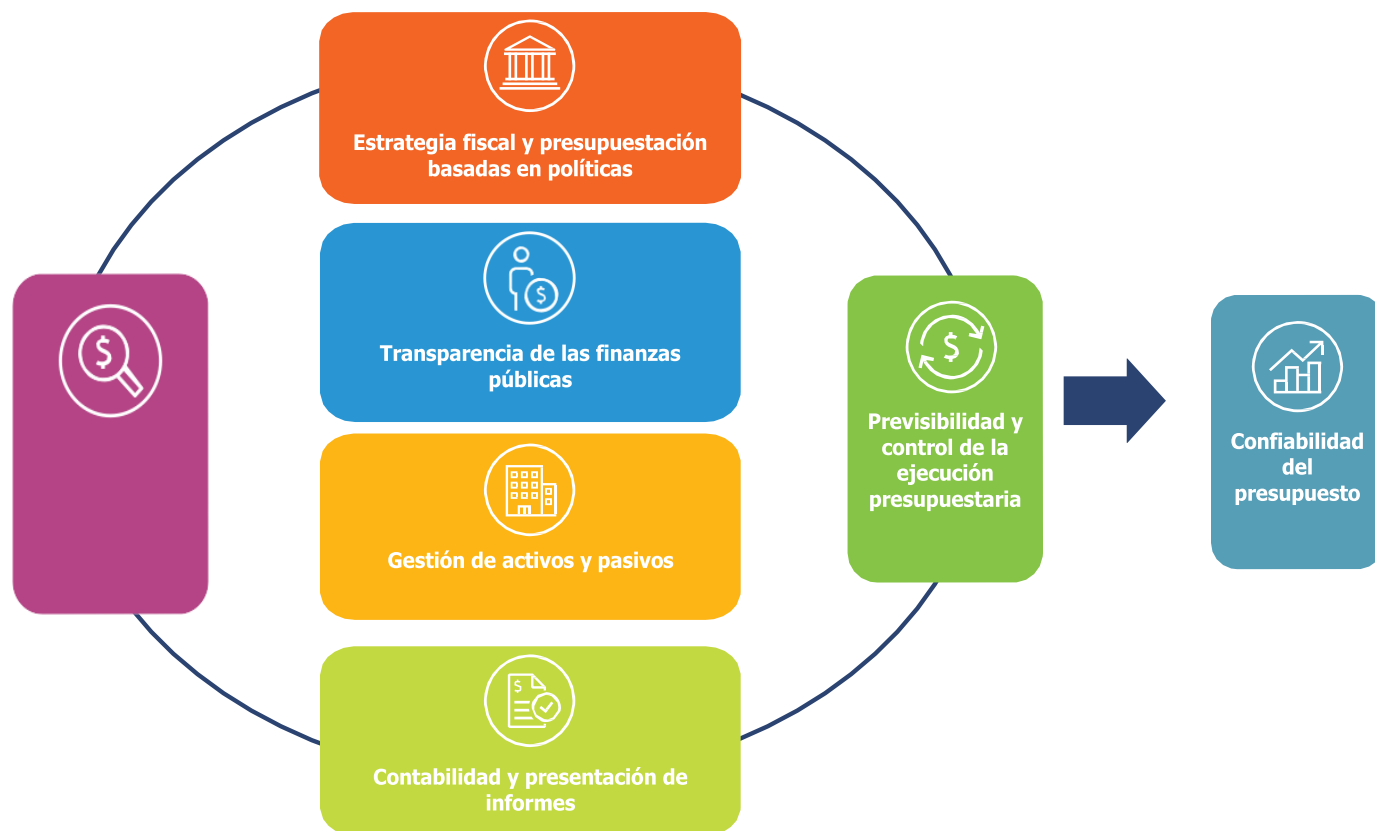 Estrategia fiscal y presupuestación
basadas en políticas
$
Transparencia de las finanzas
públicas
$
$
Previsibilidad y
control de la
ejecución
presupuestaria
Confiabilidad
del
presupuesto
Gestión de activos y pasivos
$
Contabilidad y presentación de
informes